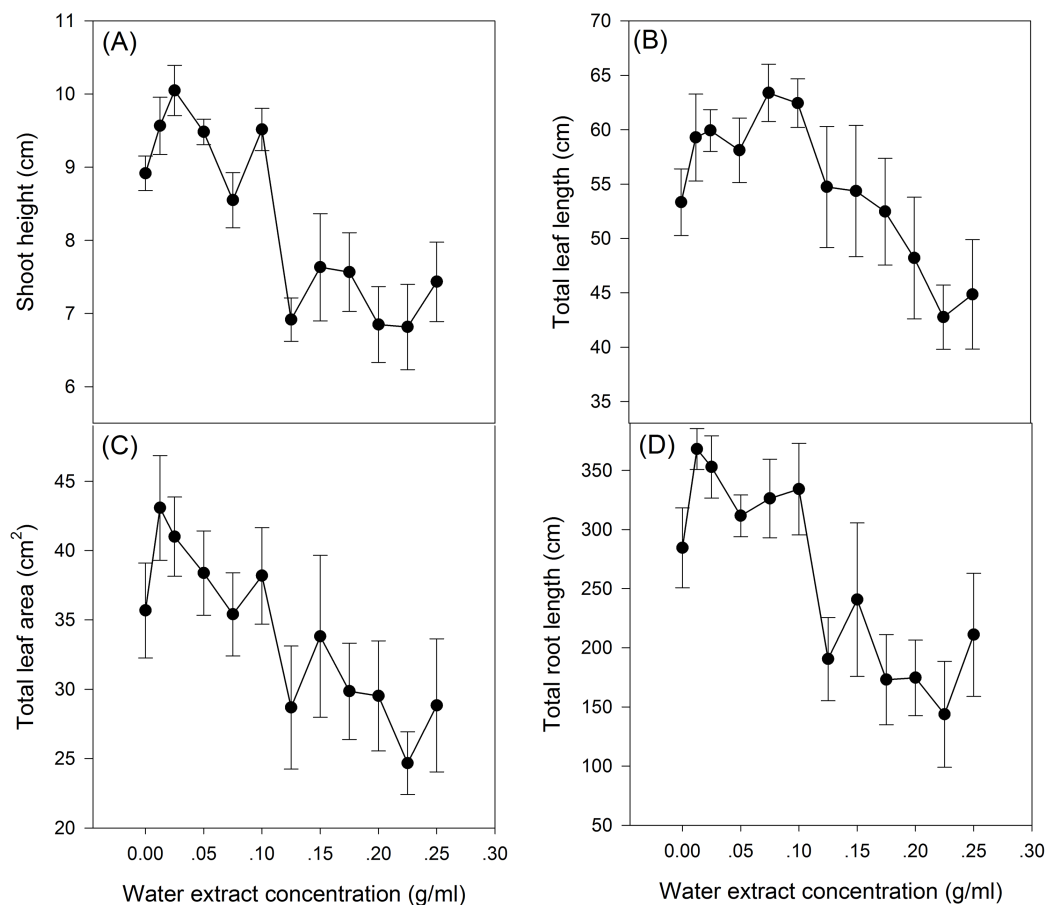 (A)
11
10
9
8
7
6
Shoot height (cm)
(B)
70
65
60
55
50
45
40
35
Total leaf length (cm)
(C)
45
40
35
30
25
20
Total leaf area (cm²)
0.00 .05 .10 .15 .20 .25 .30
Water extract concentration (g/ml)
(D)
350
300
250
200
150
100
50
Total root length (cm)
0.00 .05 .10 .15 .20 .25 .30
Water extract concentration (g/ml)